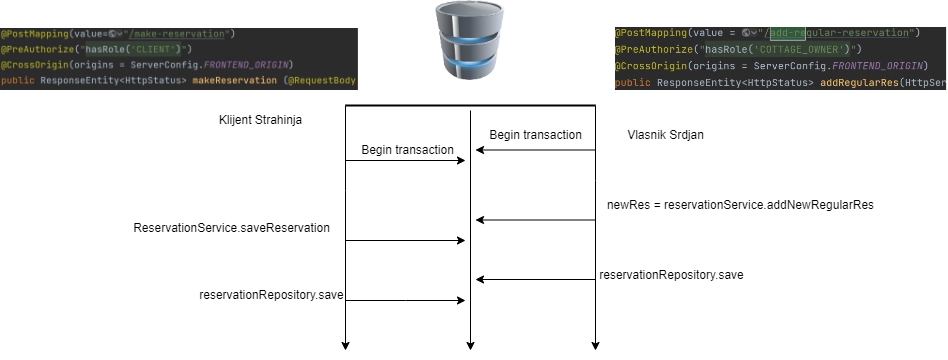 @PostMapping(value="/make-reservation")
@PreAuthorize("hasRole('CLIENT')")
@CrossOrigin(origins = ServerConfig.FRONTEND_ORIGIN)
public ResponseEntity<HttpStatus> makeReservation (@RequestBody
@PostMapping(value = "/add-regular-reservation")
@PreAuthorize("hasRole('COTTAGE_OWNER')")
@CrossOrigin(origins = ServerConfig.FRONTEND_ORIGIN)
public ResponseEntity<HttpStatus> addRegularRes(HttpSer
Klijent Strahinja
Begin transaction
Vlasnik Srdjan
Begin transaction
newRes = reservationService.addNewRegularRes
ReservationService.saveReservation
reservationRepository.save
reservationRepository.save